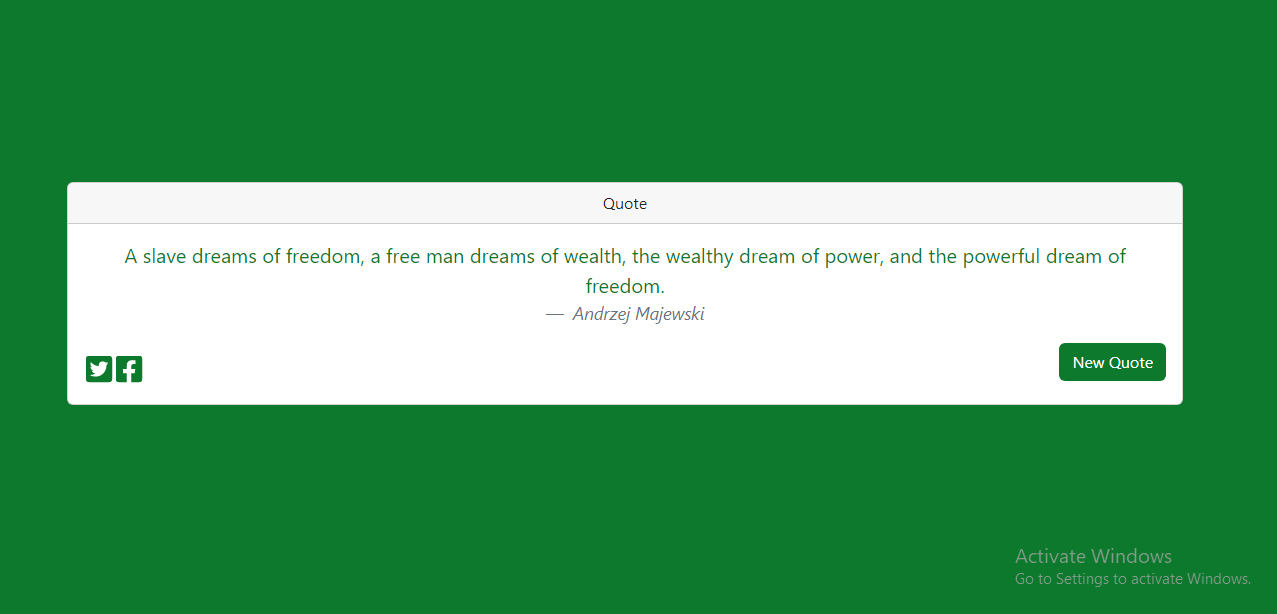 Quote
A slave dreams of freedom, a free man dreams of wealth, the wealthy dream of power, and the powerful dream of
freedom.
— Andrzej Majewski
New Quote
Activate Windows
Go to Settings to activate Windows.